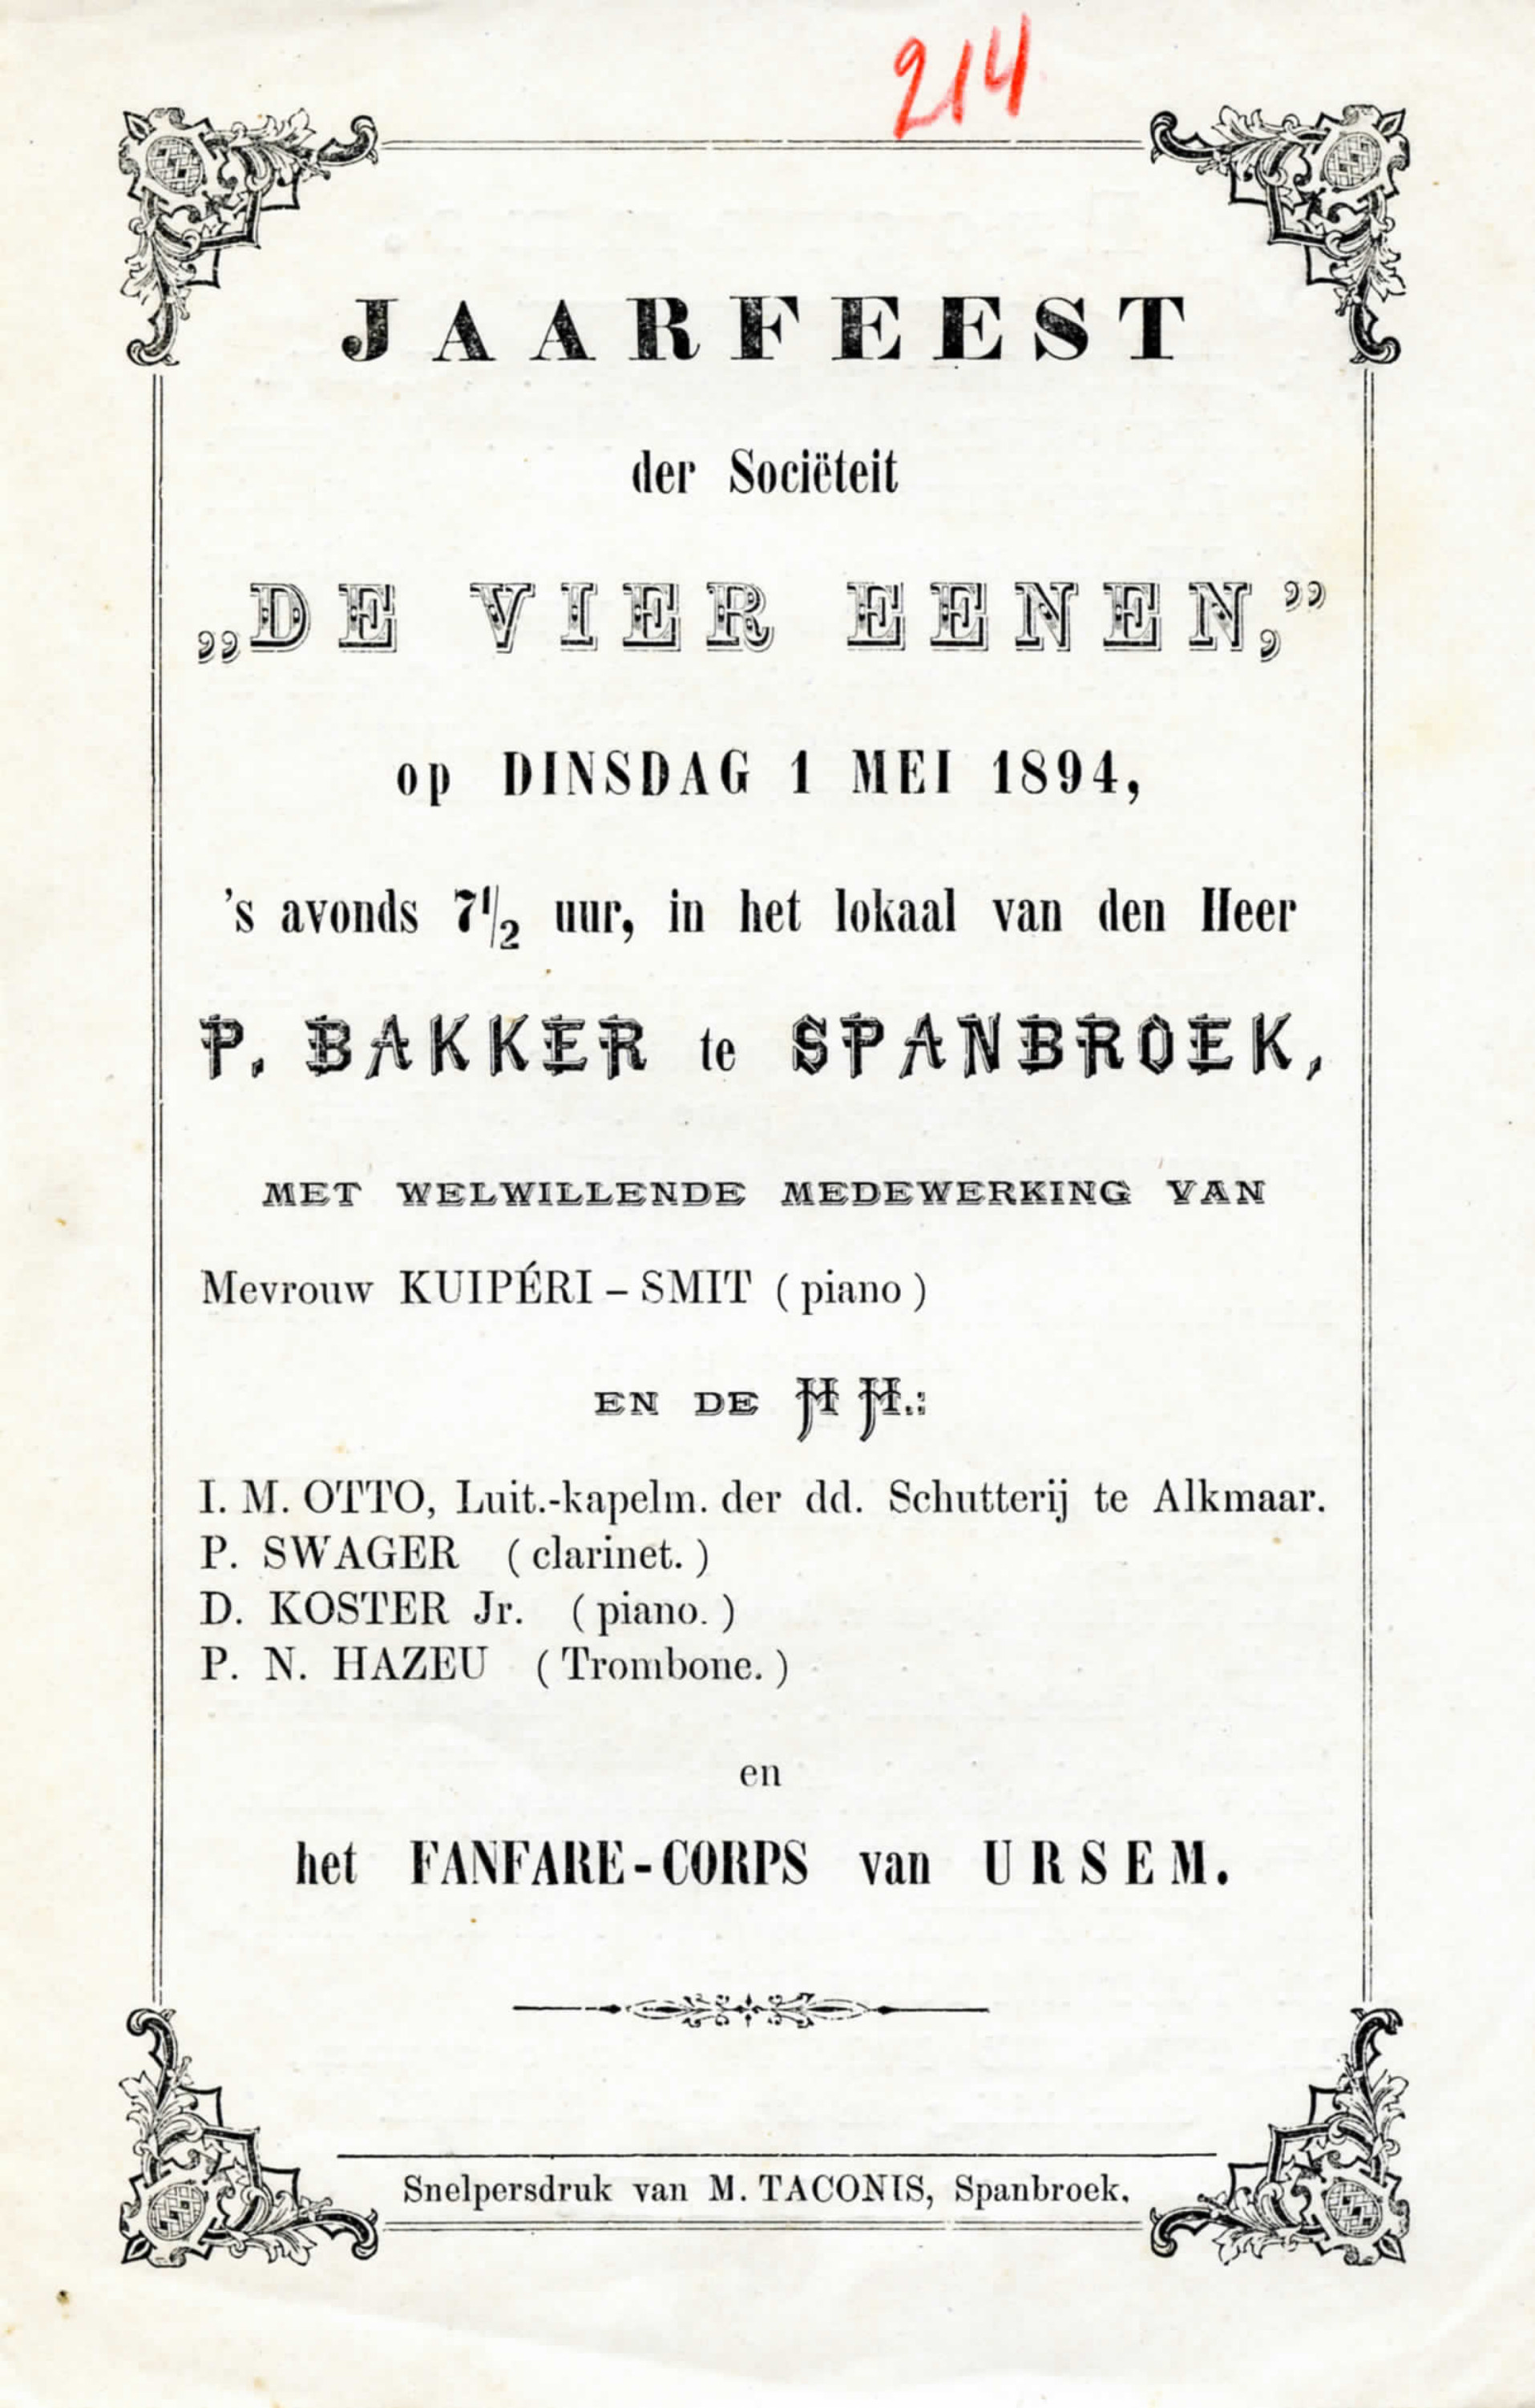 214
JAARFEEST
der Sociëteit
„DE VIER EENEN,”
op DINSDAG 1 MEI 1894,
's avonds 7 1/2 uur, in het lokaal van den Heer
P. BAKKER te SPANBROEK,
MET WELWILLENDE MEDEWERKING VAN
Mevrouw KUIPÉRI – SMIT ( piano )
EN DE H H.:
I. M. OTTO, Luit.-kapelm. der dd. Schutterij te Alkmaar.
P. SWAGER ( clarinet. )
D. KOSTER Jr. ( piano. )
P. N. HAZEU ( Trombone. )
en
het FANFARE-CORPS van URSEM.
Snelpersdruk van M. TACONIS, Spanbroek.